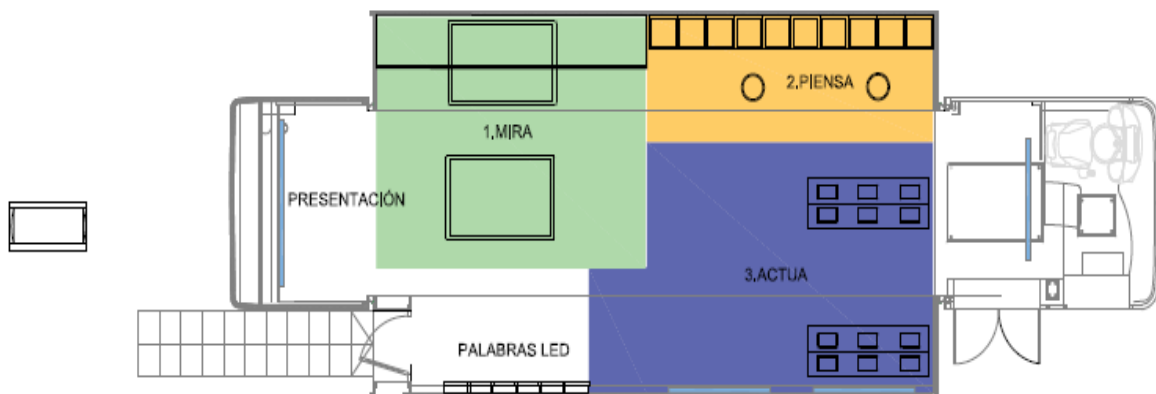 2.PIENSA
1.MIRA
PRESENTACIÓN
3.ACTUA
PALABRAS LED